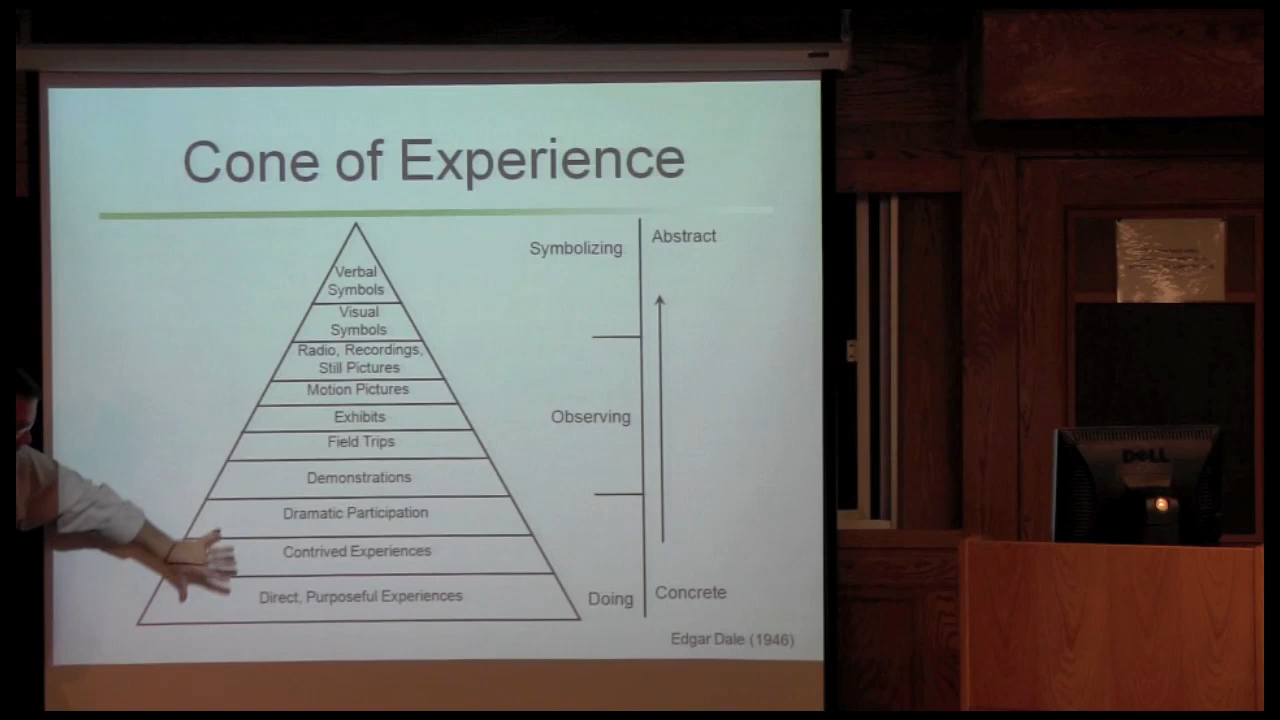 Cone of Experience
Verbal
Symbols
Visual
Symbols
Radio, Recordings,
Still Pictures
Motion Pictures
Exhibits
Field Trips
Demonstrations
Dramatic Participation
Contrived Experiences
Direct, Purposeful Experiences
Symbolizing
Observing
Doing
Abstract
Concrete
Edgar Dale (1946)
DELL